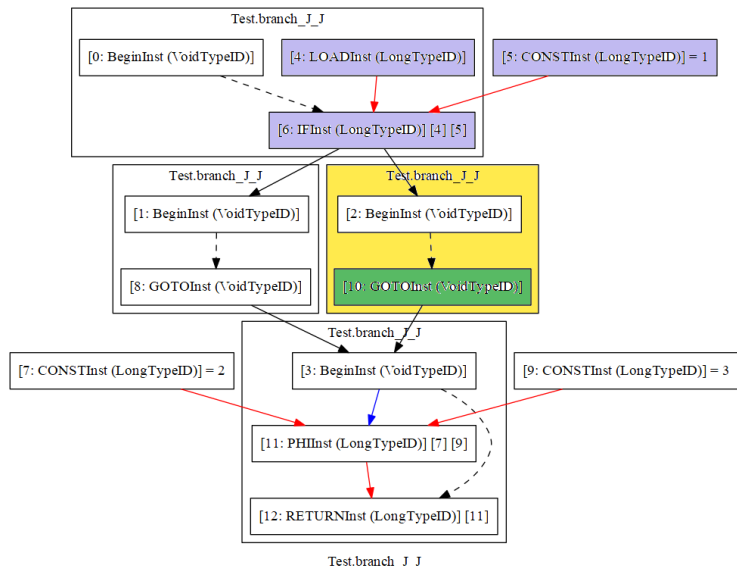 Test.branch_J_J
[0: BeginInst (VoidTypeID)]
[4: LOADInst (LongTypeID)]
[5: CONSTInst (LongTypeID)] = 1
[6: IFInst (LongTypeID)] [4] [5]
Test.branch_J_J
Test.branch_J_J
[1: BeginInst (VoidTypeID)]
[2: BeginInst (VoidTypeID)]
[8: GOTOInst (VoidTypeID)]
[10: GOTOInst (VoidTypeID)]
Test.branch_J_J
[7: CONSTInst (LongTypeID)] = 2
[3: BeginInst (VoidTypeID)]
[9: CONSTInst (LongTypeID)] = 3
[11: PHIInst (LongTypeID)] [7] [9]
[12: RETURNInst (LongTypeID)] [11]
Test.branch_J_J